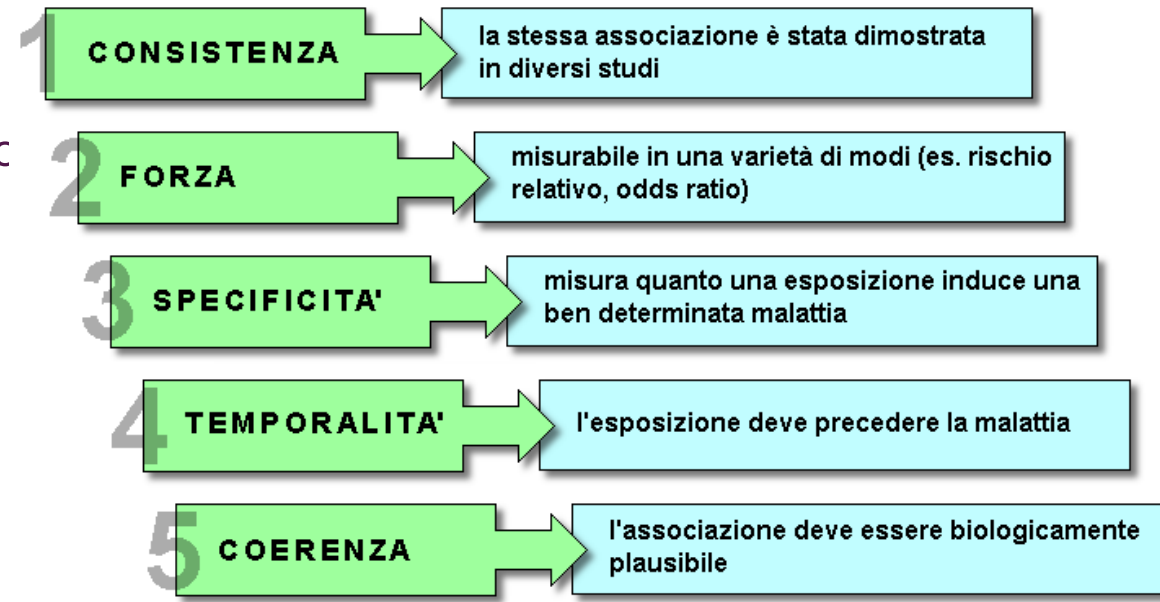 1
CONSISTENZA
la stessa associazione è stata dimostrata
in diversi studi
2
FORZA
misurabile in una varietà di modi (es. rischio
relativo, odds ratio)
3
SPECIFICITA'
misura quanto una esposizione induce una
ben determinata malattia
4
TEMPORALITA'
l'esposizione deve precedere la malattia
5
COERENZA
l'associazione deve essere biologicamente
plausibile